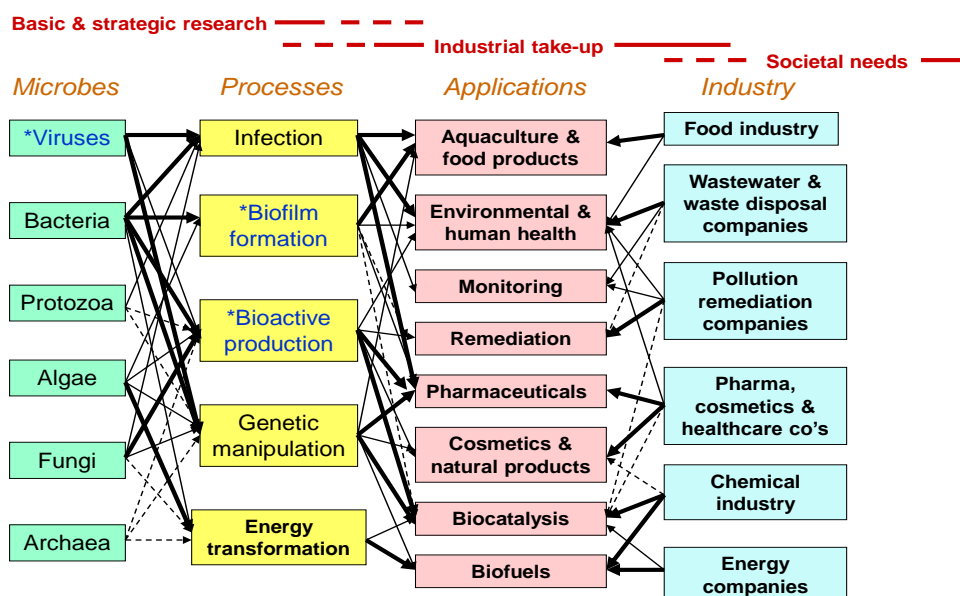 Basic & strategic research
Industrial take-up
Societal needs
Microbes
Processes
Applications
Industry
*Viruses
Bacteria
Protozoa
Algae
Fungi
Archaea
Infection
*Biofilm
formation
*Bioactive
production
Genetic
manipulation
Energy
transformation
Aquaculture &
food products
Environmental &
human health
Monitoring
Remediation
Pharmaceuticals
Cosmetics &
natural products
Biocatalysis
Biofuels
Food industry
Wastewater &
waste disposal
companies
Pollution
remediation
companies
Pharma,
cosmetics &
healthcare co's
Chemical
industry
Energy
companies